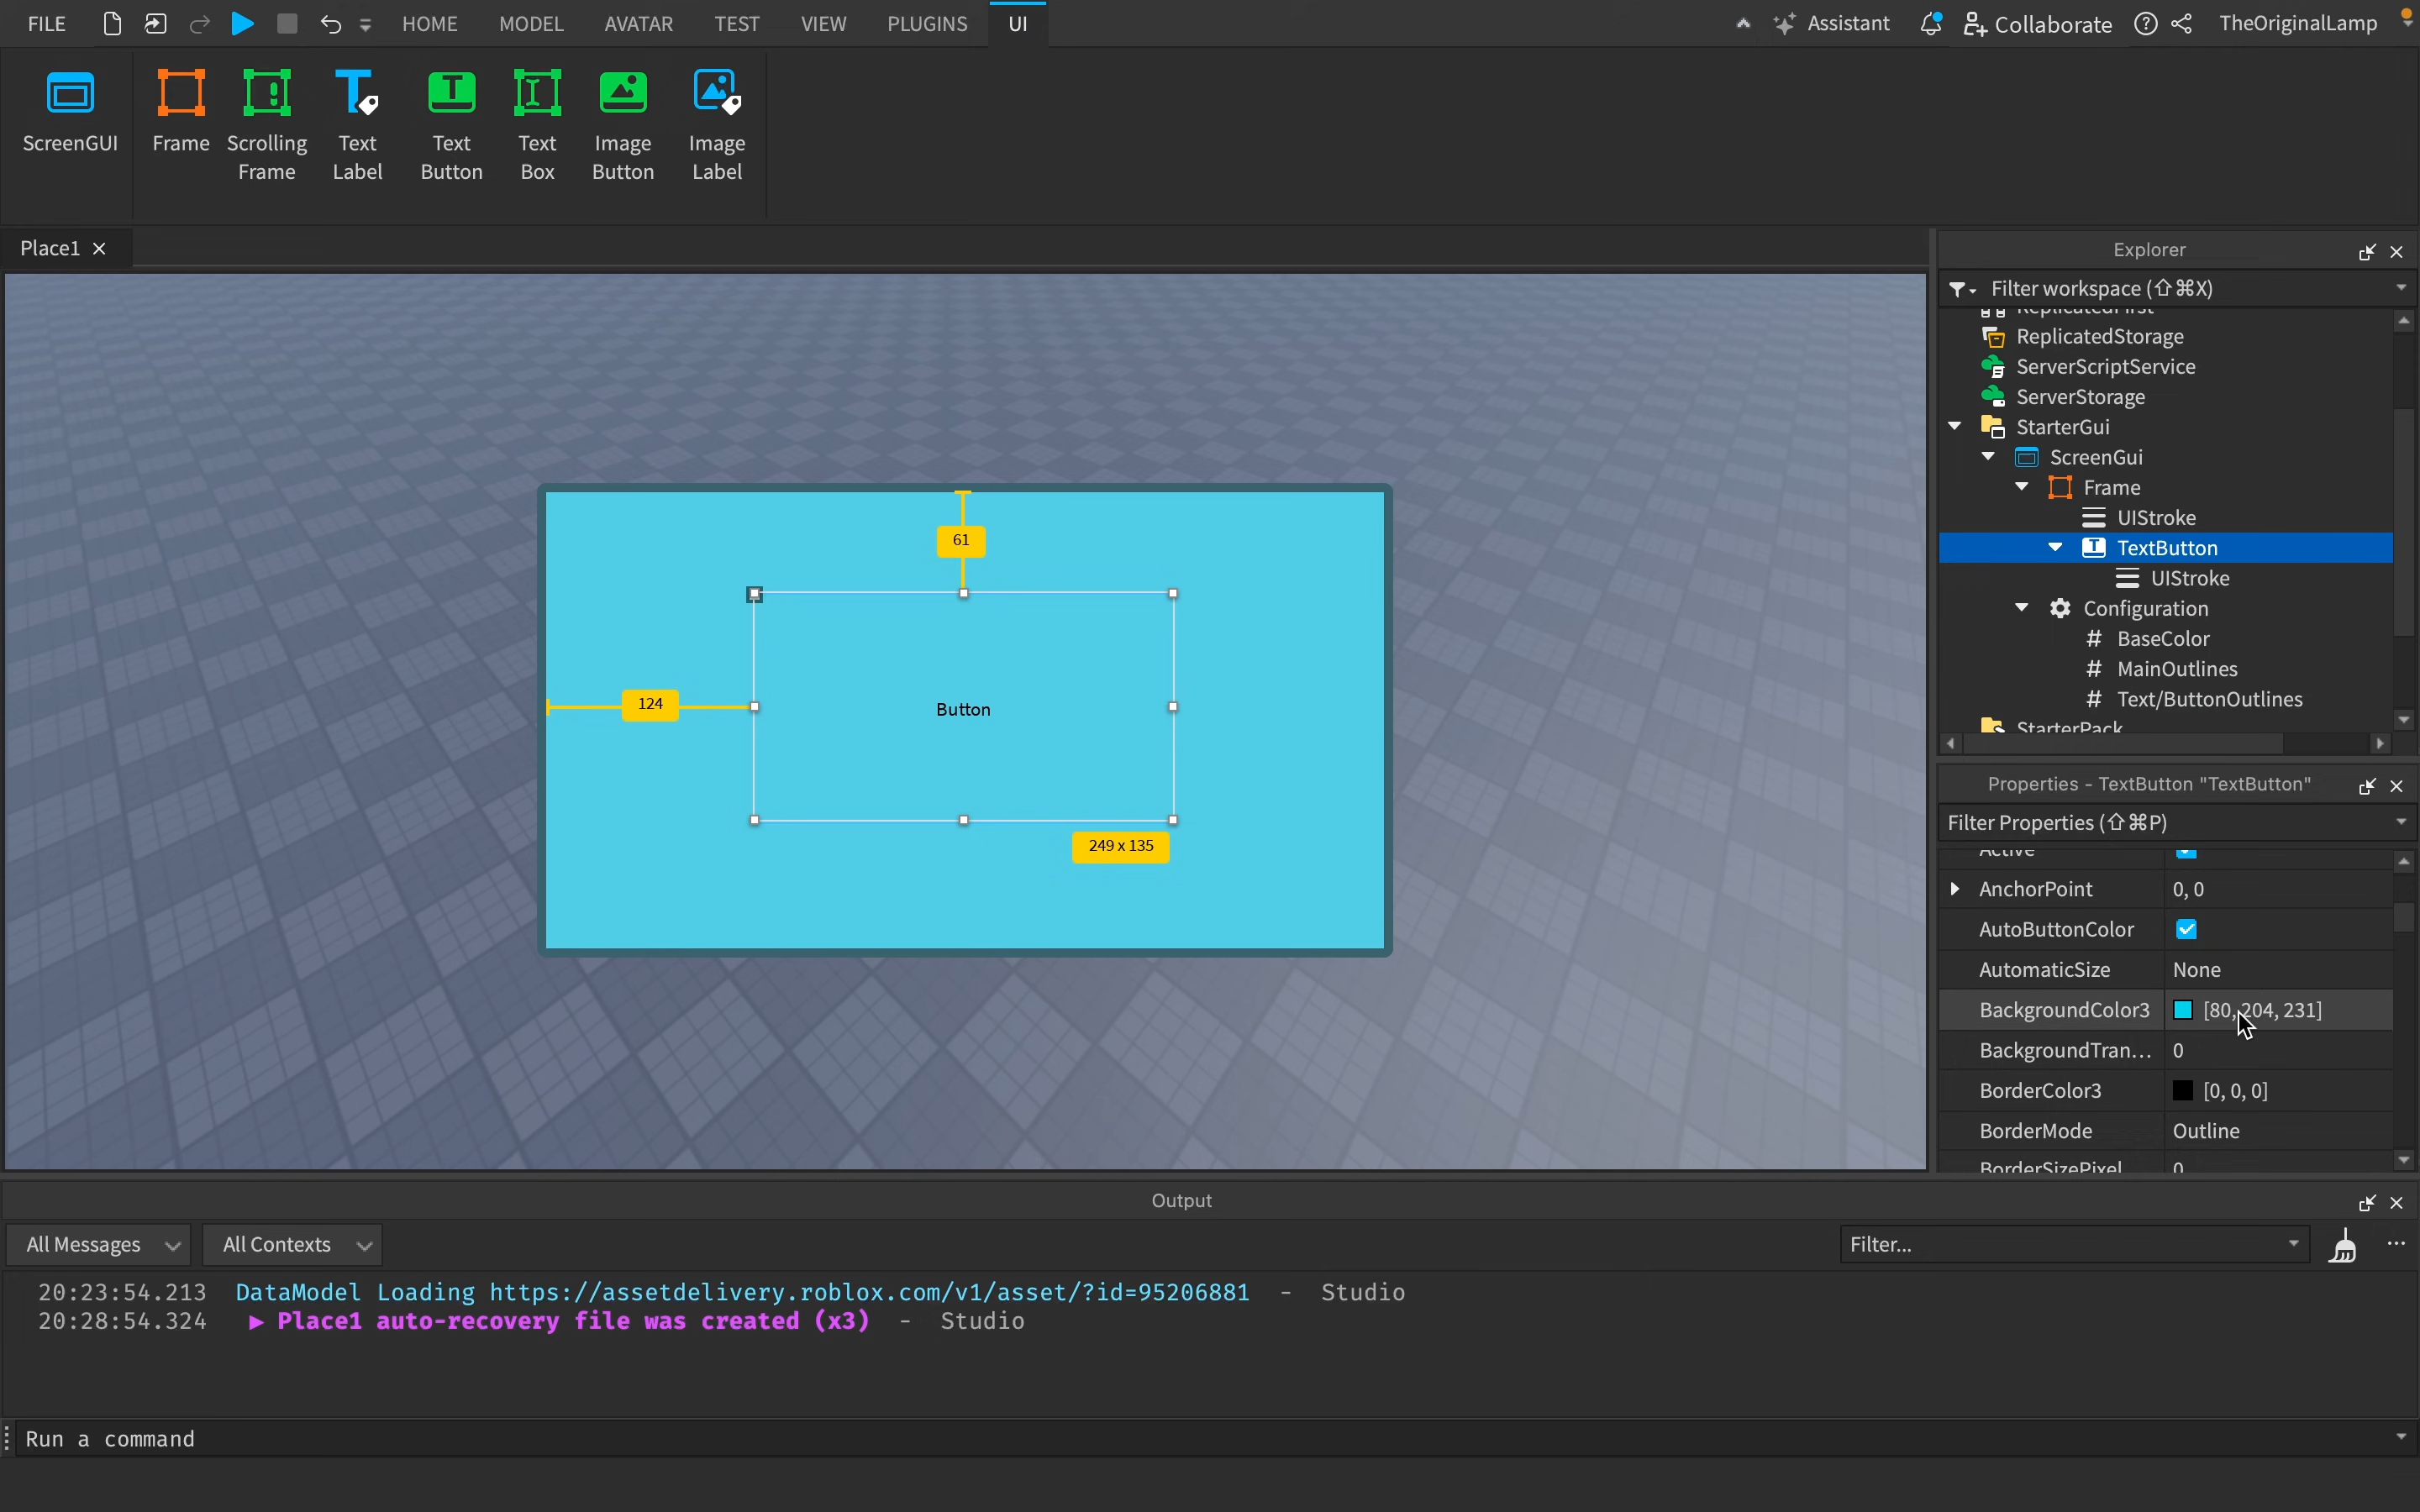 FILE HOME MODEL AVATAR TEST VIEW PLUGINS UI Assistant Collaborate TheOriginalLamp
ScreenGUI
Frame
Scrolling
Frame
Text
Label
Text
Button
Text
Box
Image
Button
Image
Label
Place1
61
124
Button
249 x 135
Explorer
Filter workspace (⇧⌘X)
ReplicatedFirst
ReplicatedStorage
ServerScriptService
ServerStorage
StarterGui
ScreenGui
Frame
UIStroke
TextButton
UIStroke
Configuration
# BaseColor
# MainOutlines
# Text/ButtonOutlines
StarterPack
Properties - TextButton "TextButton"
Filter Properties (⇧⌘P)
Active
AnchorPoint 0, 0
AutoButtonColor
AutomaticSize None
BackgroundColor3 [80, 204, 231]
BackgroundTran... 0
BorderColor3 [0, 0, 0]
BorderMode Outline
BorderSizePixel 0
Output
All Messages All Contexts Filter... ...
20:23:54.213 DataModel Loading https://assetdelivery.roblox.com/v1/asset/?id=95206881 - Studio
20:28:54.324 ▶ Place1 auto-recovery file was created (x3) - Studio
Run a command